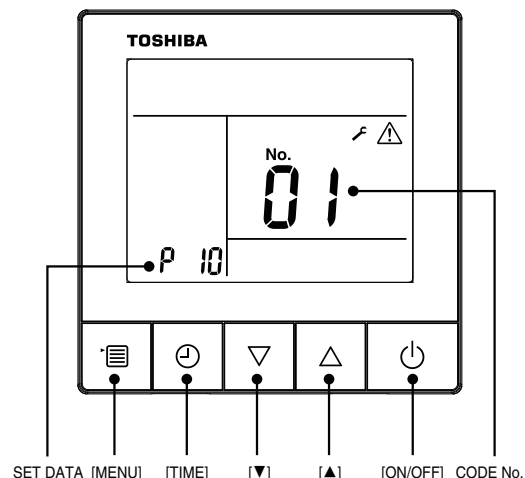 TOSHIBA
No.
01
P 10
SET DATA [MENU] [TIME] [▼] [▲] [ON/OFF] CODE No.